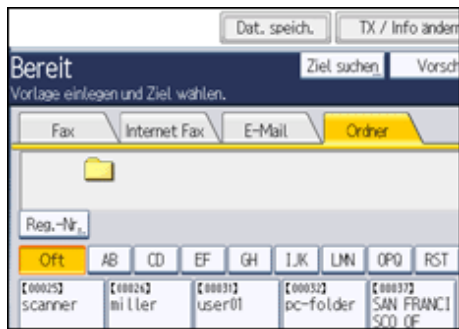 Dat. speich.
TX / Info ändern
Bereit
Ziel suchen
Vorsch
Vorlage einlegen und Ziel wählen.
Fax
Internet Fax
E-Mail
Ordner
Reg.-Nr.
Oft
AB
CD
EF
GH
IJK
LMN
OPQ
RST
[00025]
[00026]
[00031]
[00032]
[00037]
scanner
miller
user01
pc-folder
SAN FRANCI
SCO OF